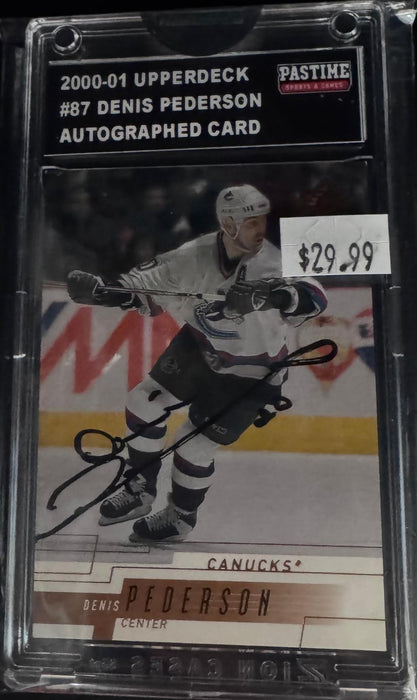 2000-01 UPPERDECK
#87 DENIS PEDERSON
AUTOGRAPHED CARD
PASTIME
SPORTS & GAMES
$29.99
CANUCKS
DENIS PEDERSON
CENTER